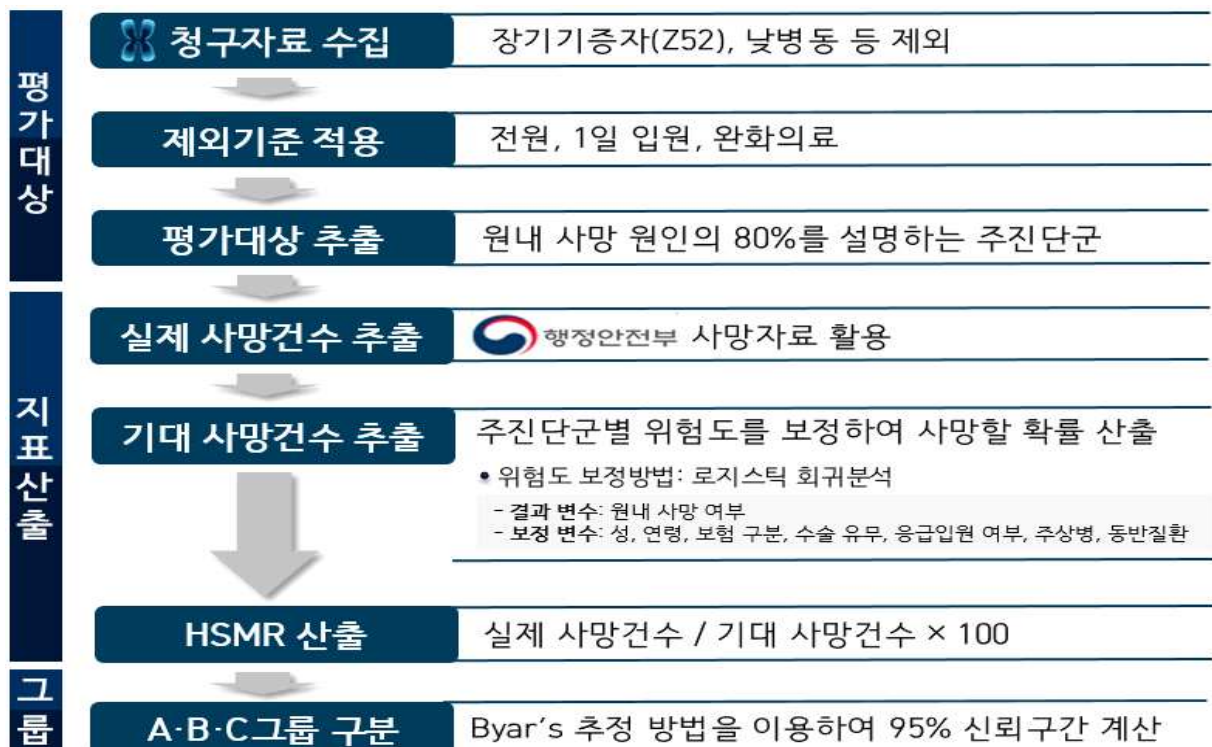 평가대상
청구자료 수집
장기기증자(Z52), 낮병동 등 제외
제외기준 적용
전원, 1일 입원, 완화의료
평가대상 추출
원내 사망 원인의 80%를 설명하는 주진단군
지표산출
실제 사망건수 추출
행정안전부 사망자료 활용
기대 사망건수 추출
주진단군별 위험도를 보정하여 사망할 확률 산출
• 위험도 보정방법: 로지스틱 회귀분석
- 결과 변수: 원내 사망 여부
- 보정 변수: 성, 연령, 보험 구분, 수술 유무, 응급입원 여부, 주상병, 동반질환
HSMR 산출
실제 사망건수 / 기대 사망건수 × 100
그룹
A·B·C그룹 구분
Byar's 추정 방법을 이용하여 95% 신뢰구간 계산